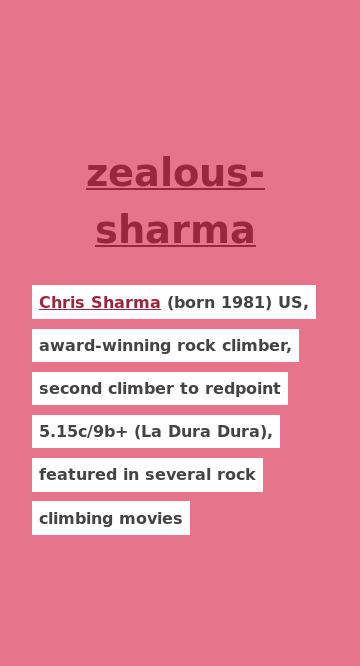 zealous-
sharma
Chris Sharma (born 1981) US,
award-winning rock climber,
second climber to redpoint
5.15c/9b+ (La Dura Dura),
featured in several rock
climbing movies